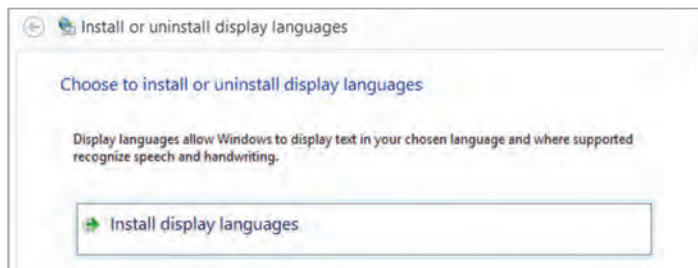 Install or uninstall display languages
Choose to install or uninstall display languages
Display languages allow Windows to display text in your chosen language and where supported
recognize speech and handwriting.
Install display languages